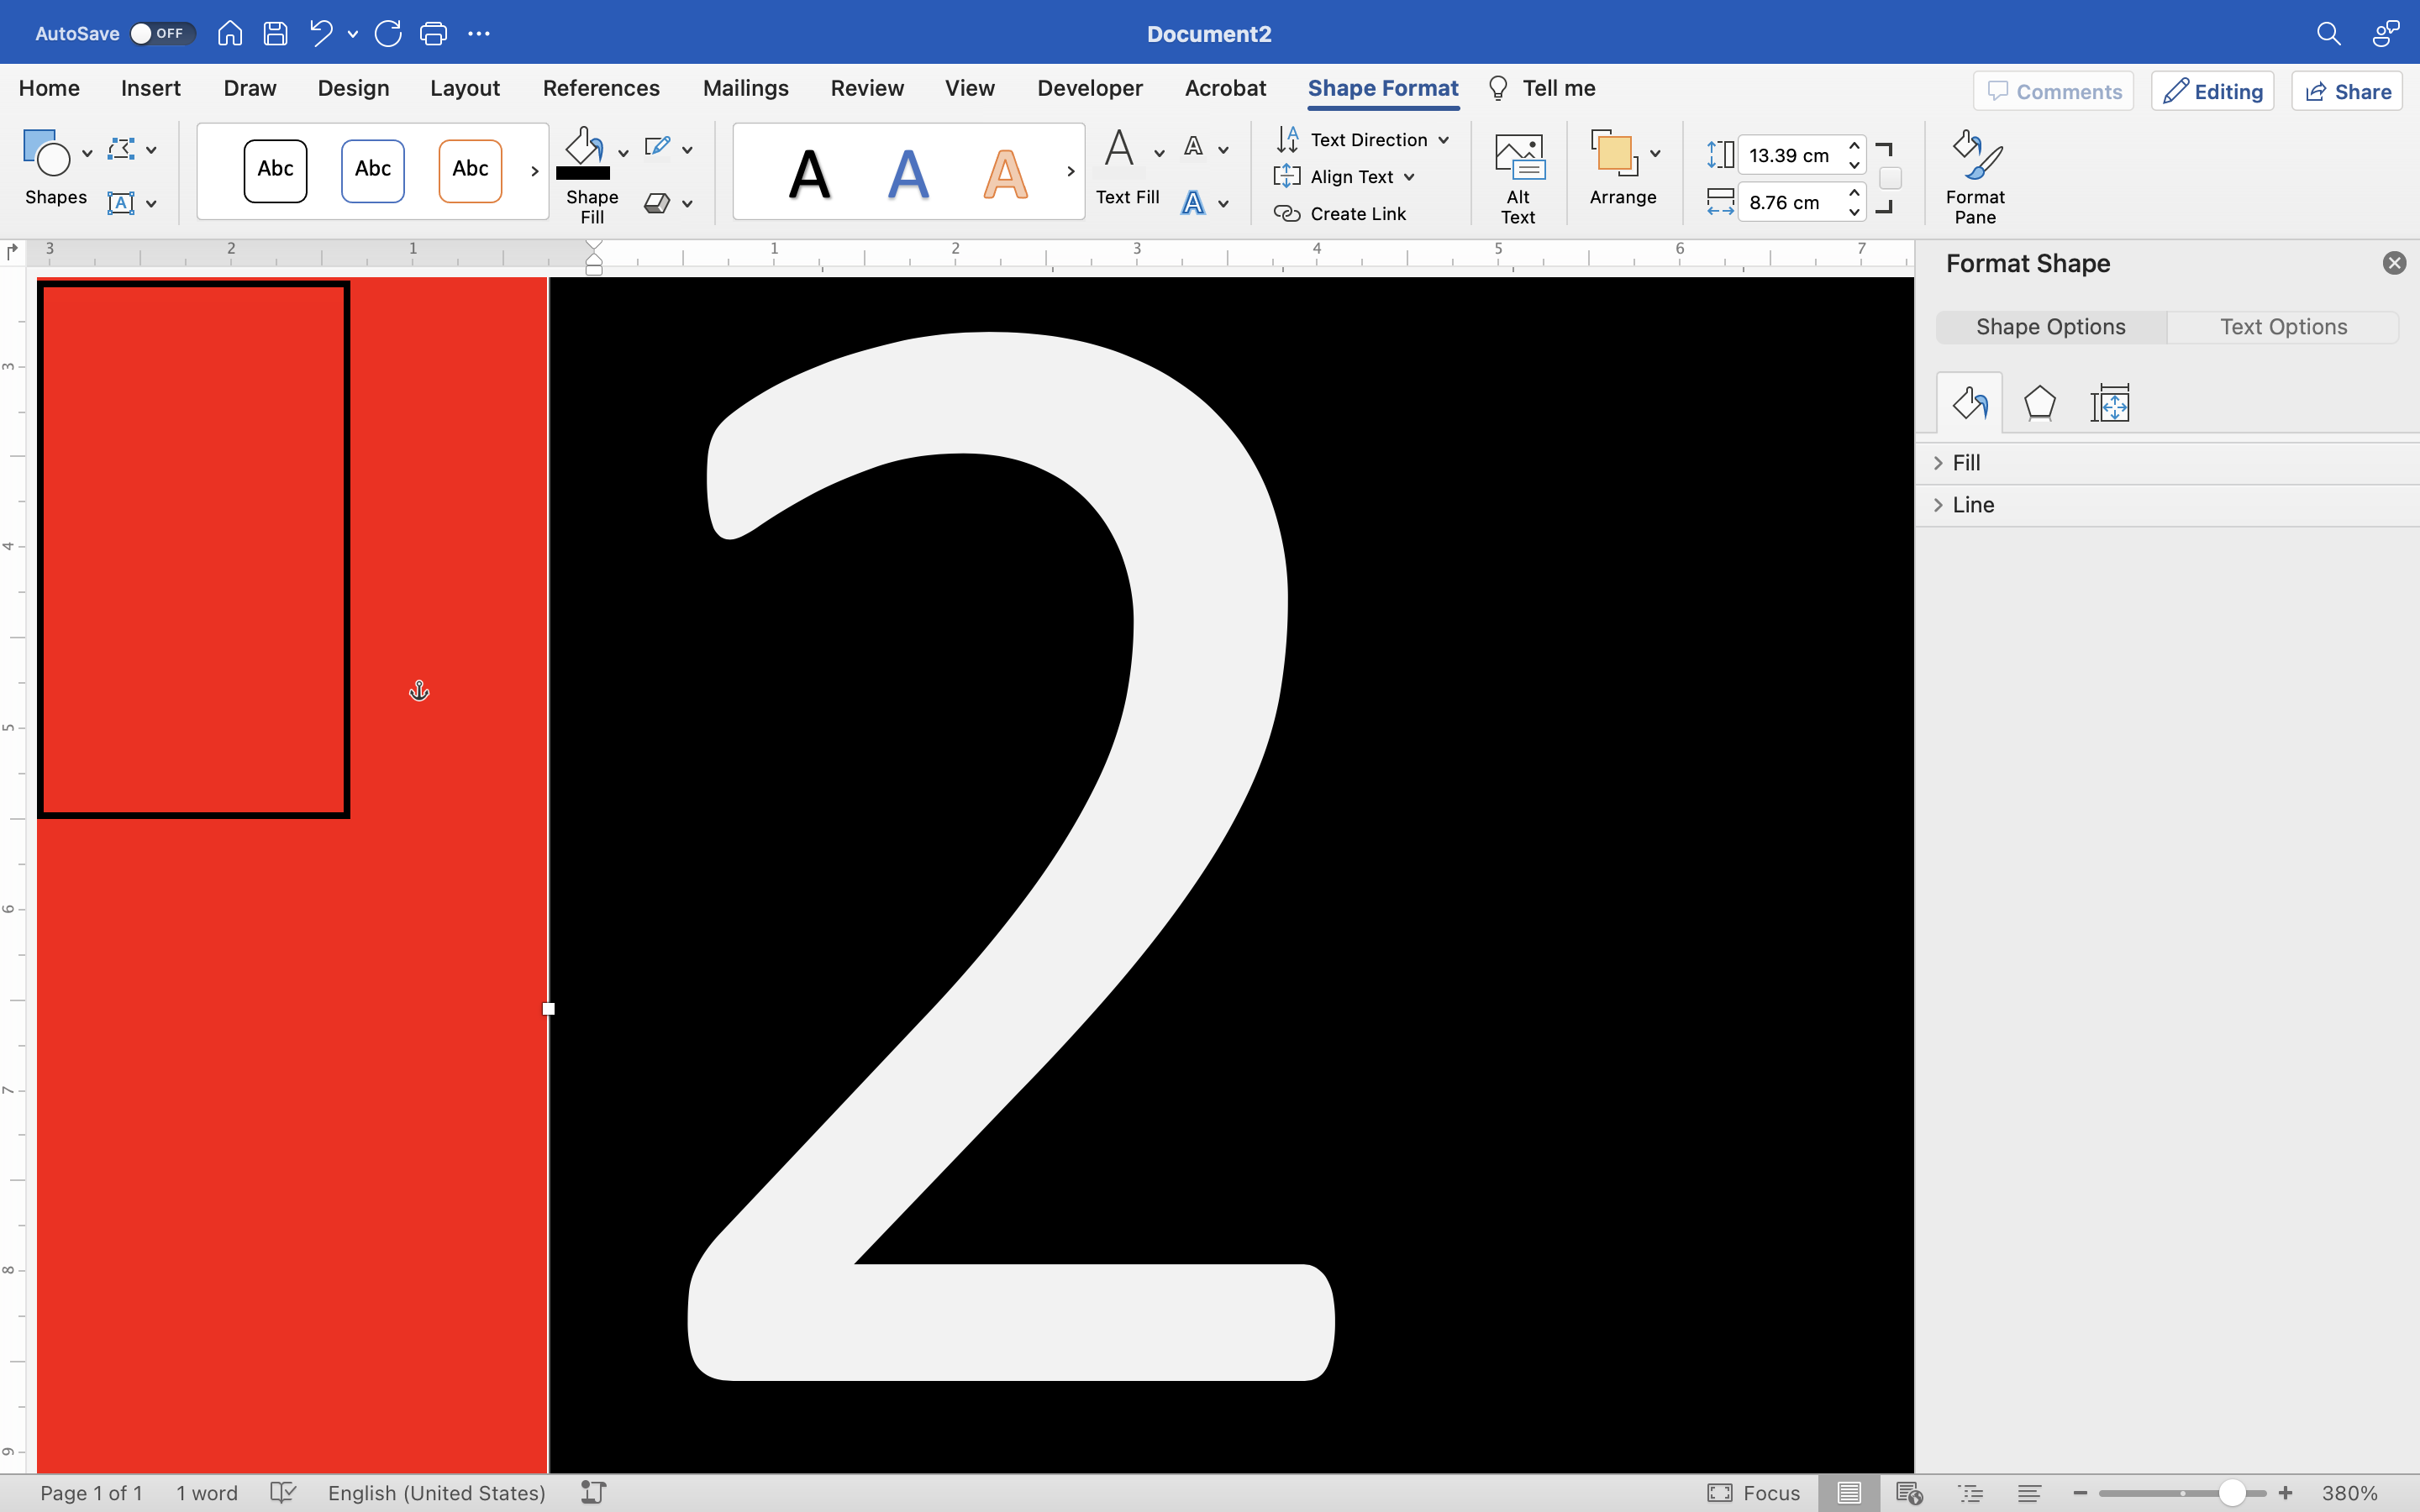 AutoSave OFF
Document2
Home Insert Draw Design Layout References Mailings Review View Developer Acrobat Shape Format Tell me
Comments Editing Share
Shapes
Abc Abc Abc
Shape
Fill
A A A
Text Fill
Text Direction
Align Text
Create Link
Alt
Text
Arrange
13.39 cm
8.76 cm
Format
Pane
3 2 1 1 2 3 4 5 6 7
3
4
5
6
7
8
9
2
Format Shape
Shape Options Text Options
Fill
Line
Page 1 of 1 1 word English (United States) Focus 380%